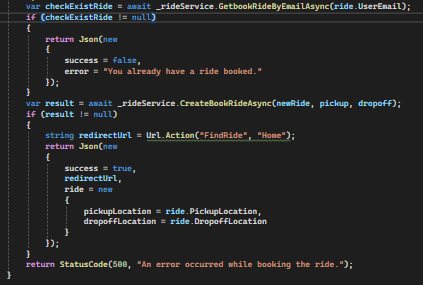 var checkExistRide = await _rideService.GetbookRideByEmailAsync(ride.UserEmail);
if (checkExistRide != null)
{
return Json(new
{
success = false,
error = "You already have a ride booked."
});
}
var result = await _rideService.CreateBookRideAsync(newRide, pickup, dropoff);
if (result != null)
{
string redirectUrl = Url.Action("FindRide", "Home");
return Json(new
{
success = true,
redirectUrl,
ride = new
{
pickupLocation = ride.PickupLocation,
dropoffLocation = ride.DropoffLocation
}
});
}
return StatusCode(500, "An error occurred while booking the ride.");
}